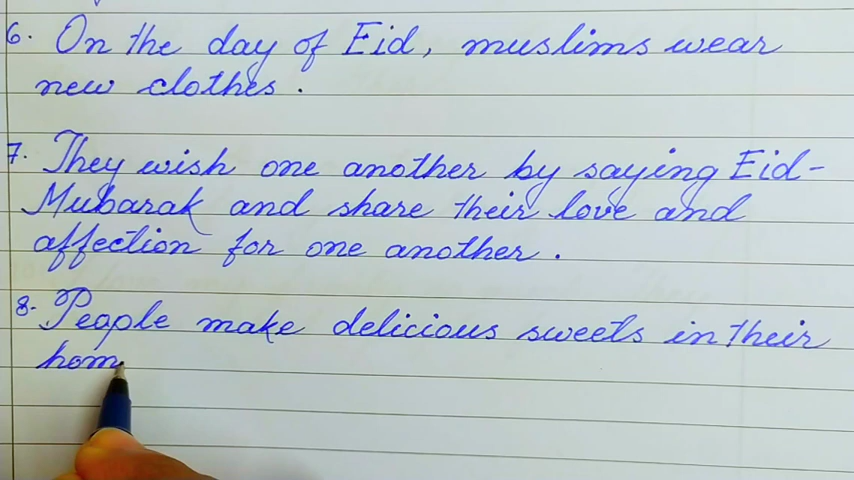 6. On the day of Eid, muslims wear
new clothes.
7. They wish one another by saying Eid-
Mubarak and share their love and
affection for one another.
8. People make delicious sweets in their
hom